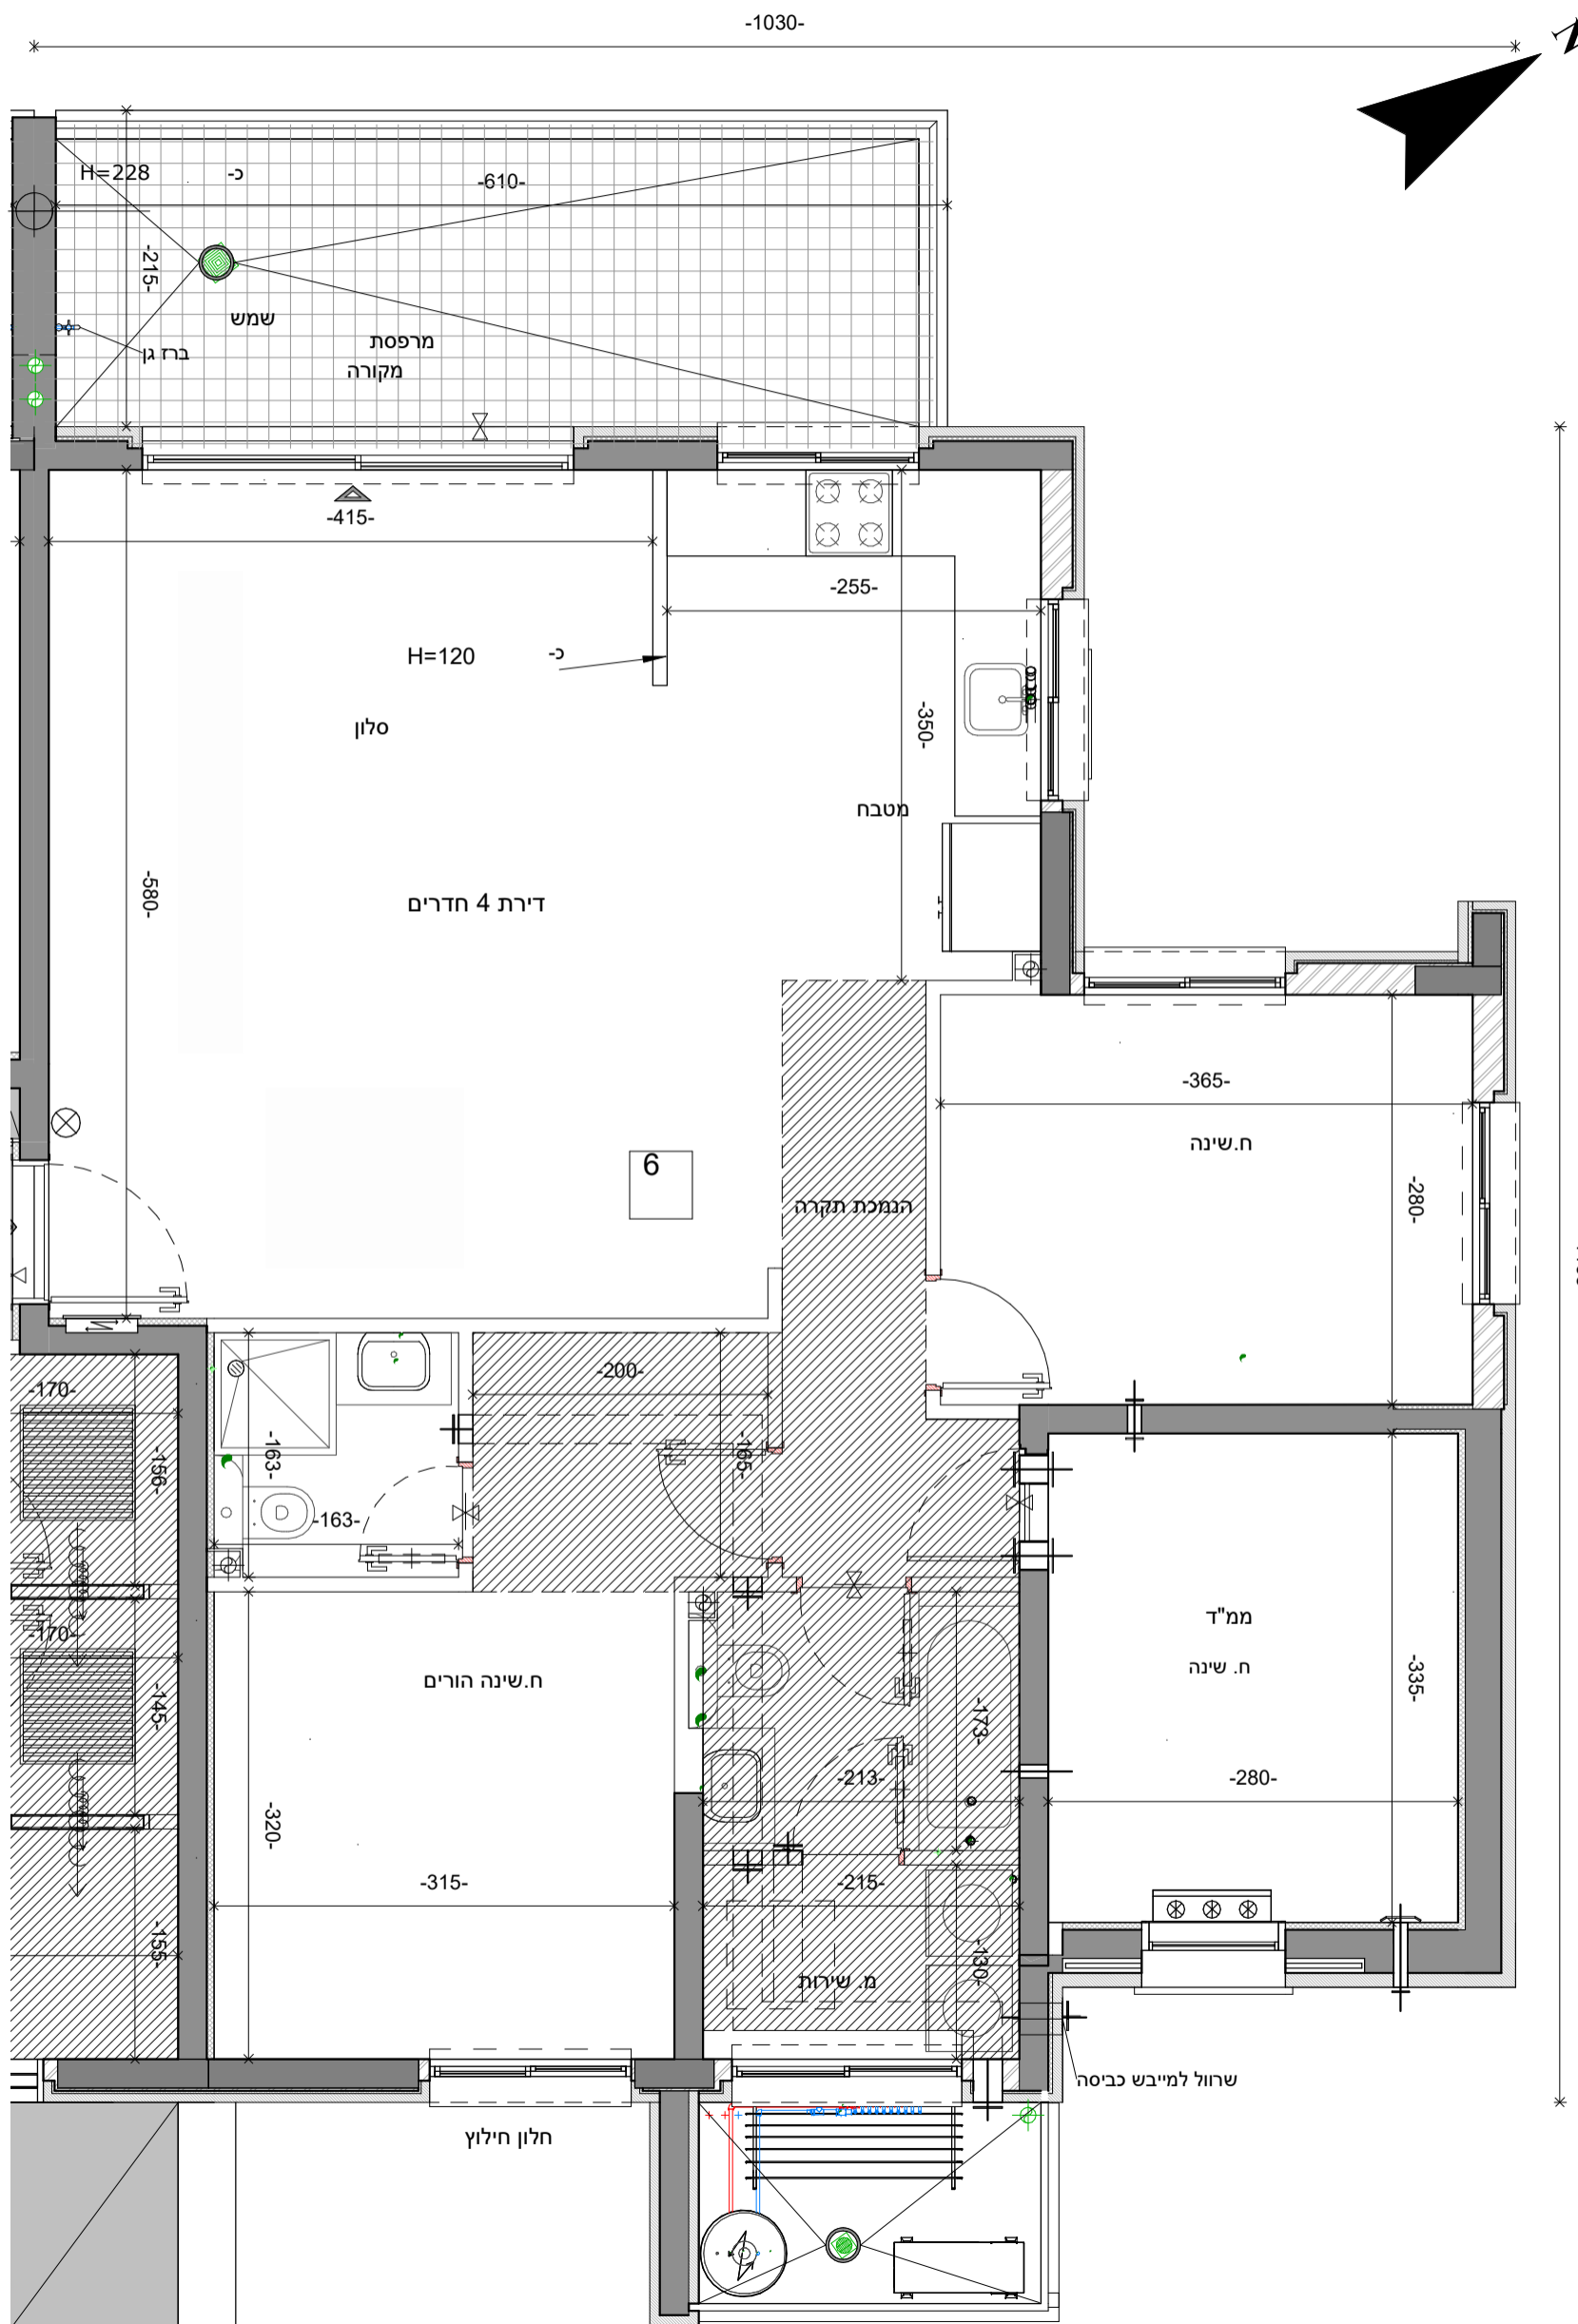 -1030-
N
H=228
כ-
-610-
-215-
שמש
מרפסת
מקורה
ברז גן
-415-
-255-
H=120
כ-
-350-
סלון
מטבח
-580-
דירת 4 חדרים
-365-
ח.שינה
6
הנמכת תקרה
-280-
-200-
-170-
-163-
-165-
-156-
-163-
ממ"ד
ח. שינה
-170-
ח.שינה הורים
-335-
-145-
-173-
-213-
-280-
-320-
-315-
-215-
-155-
-130-
מ. שירות
שרוול למייבש כביסה
חלון חילוץ